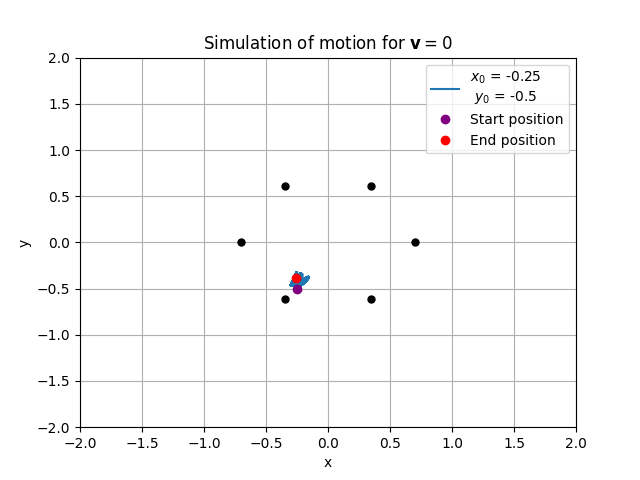 Simulation of motion for v = 0
2.0
1.5
1.0
0.5
0.0
−0.5
−1.0
−1.5
−2.0
y
x₀ = -0.25
y₀ = -0.5
Start position
End position
−2.0 −1.5 −1.0 −0.5 0.0 0.5 1.0 1.5 2.0
x